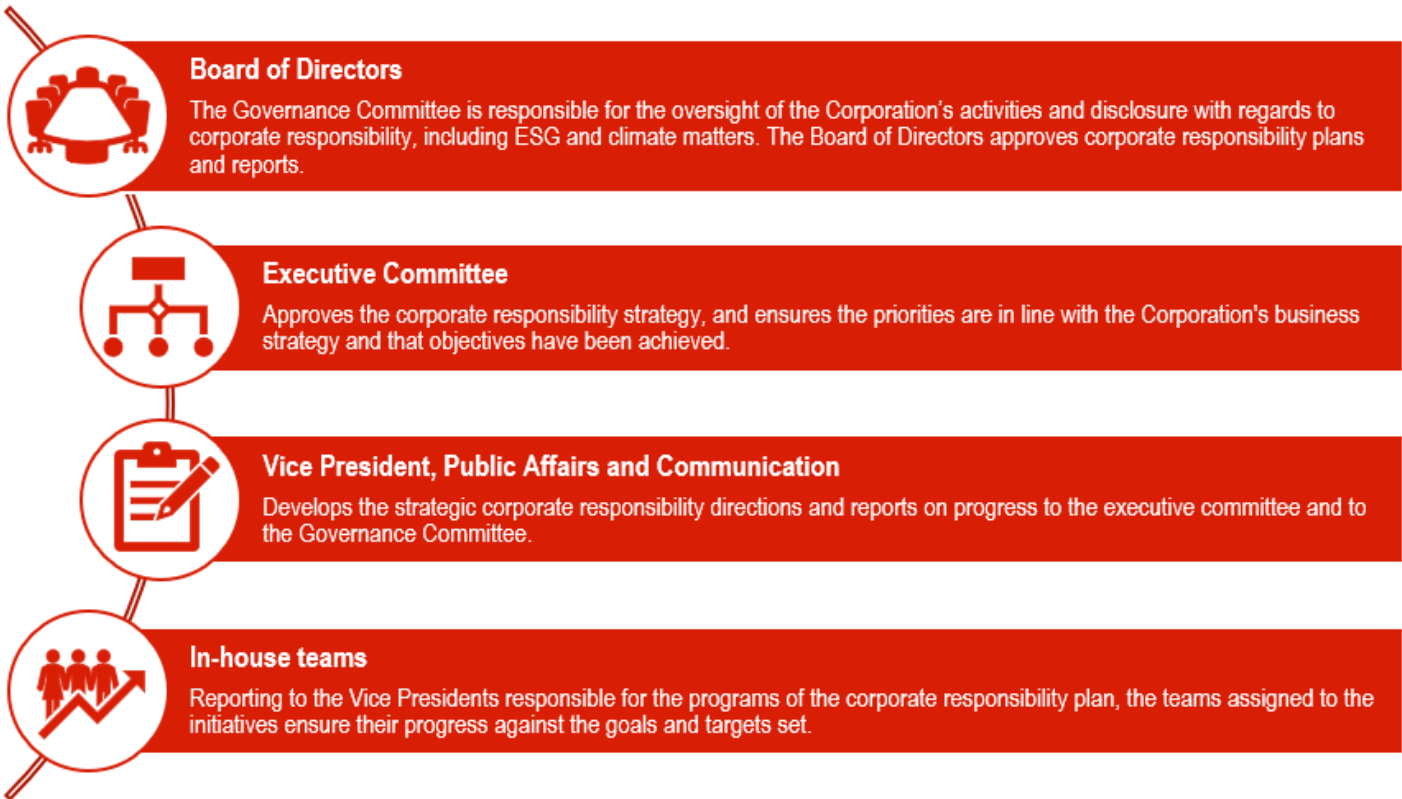 Board of Directors
The Governance Committee is responsible for the oversight of the Corporation's activities and disclosure with regards to
corporate responsibility, including ESG and climate matters. The Board of Directors approves corporate responsibility plans
and reports.
Executive Committee
Approves the corporate responsibility strategy, and ensures the priorities are in line with the Corporation's business
strategy and that objectives have been achieved.
Vice President, Public Affairs and Communication
Develops the strategic corporate responsibility directions and reports on progress to the executive committee and to
the Governance Committee.
In-house teams
Reporting to the Vice Presidents responsible for the programs of the corporate responsibility plan, the teams assigned to the
initiatives ensure their progress against the goals and targets set.